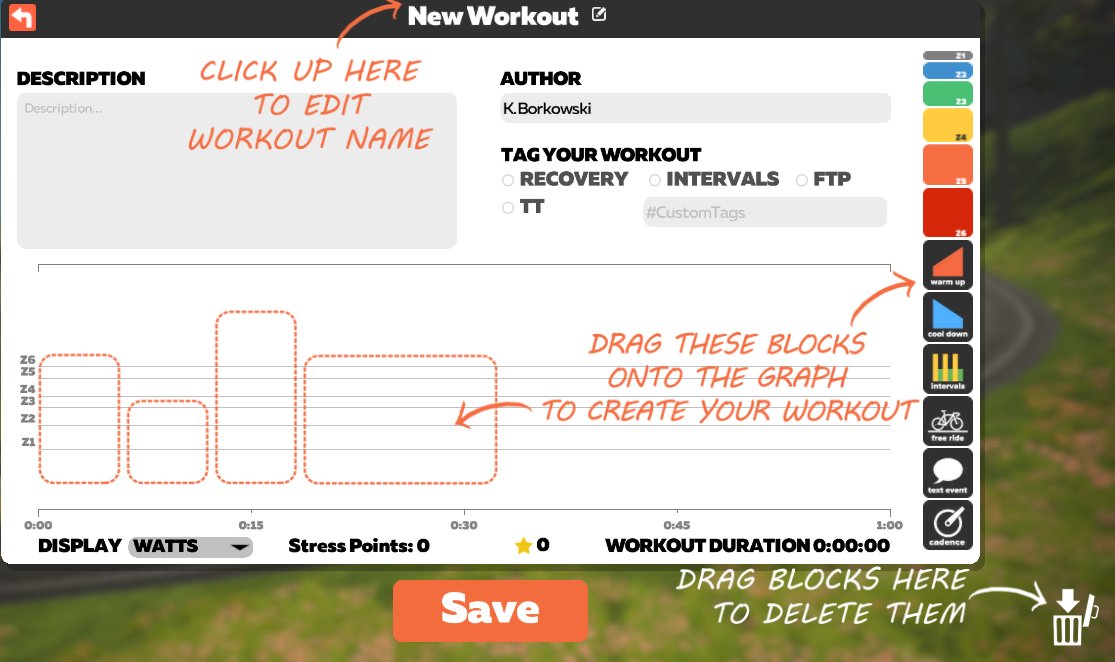 New Workout
CLICK UP HERE
TO EDIT
WORKOUT NAME
DESCRIPTION
Description...
AUTHOR
K.Borkowski
TAG YOUR WORKOUT
RECOVERY INTERVALS FTP
TT #CustomTags
Z1
Z2
Z3
Z4
Z5
Z6
warm up
cool down
intervals
free ride
text event
cadence
DRAG THESE BLOCKS
ONTO THE GRAPH
TO CREATE YOUR WORKOUT
Z6
Z5
Z4
Z3
Z2
Z1
0:00 0:15 0:30 0:45 1:00
DISPLAY WATTS Stress Points: 0 0 WORKOUT DURATION 0:00:00
Save
DRAG BLOCKS HERE
TO DELETE THEM